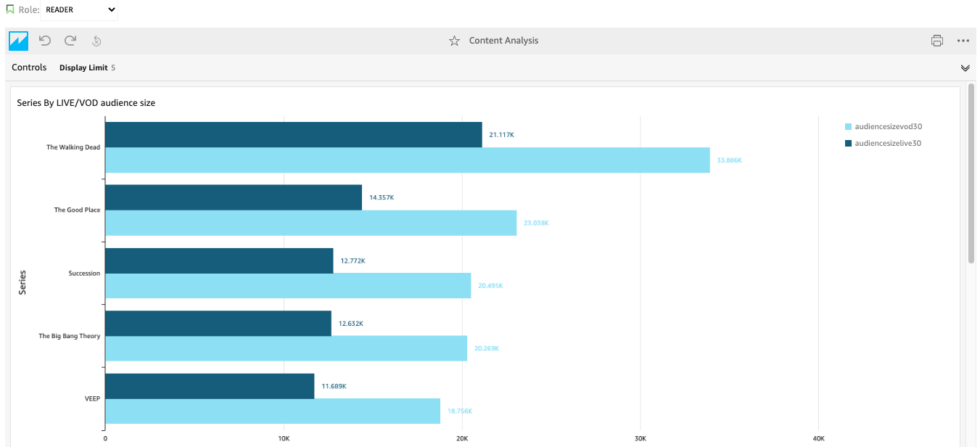 Role: READER
Content Analysis
Controls Display Limit 5
Series By LIVE/VOD audience size
audiencesizevod30
audiencesizelive30
Series
The Walking Dead
21.117K
33.886K
The Good Place
14.357K
23.038K
Succession
12.772K
20.491K
The Big Bang Theory
12.632K
20.269K
VEEP
11.689K
18.756K
0 10K 20K 30K 40K